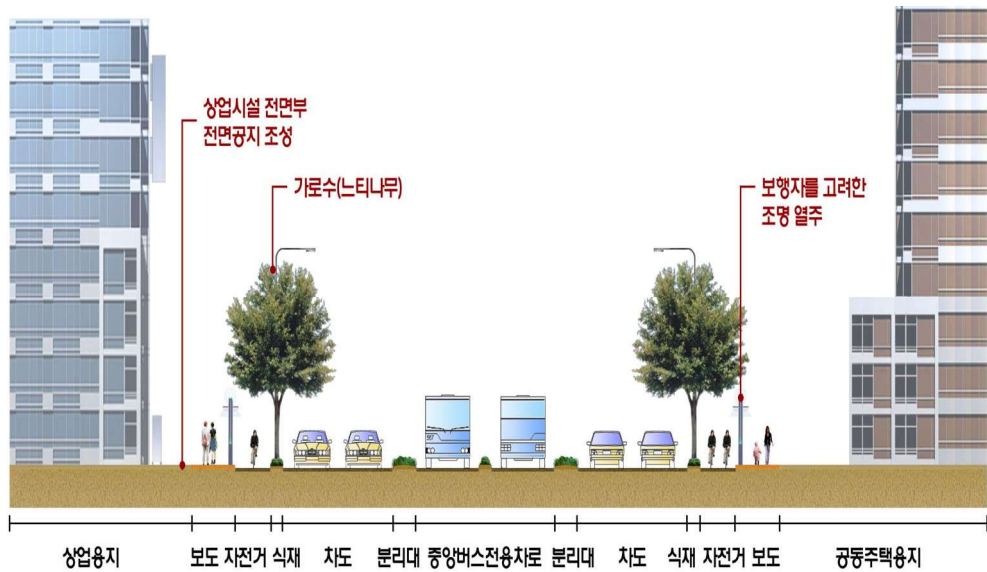 상업시설 전면부
전면공지 조성
가로수(느티나무)
보행자를 고려한
조명 열주
상업용지 보도 자전거 식재 차도 분리대 중앙버스전용차로 분리대 차도 식재 자전거 보도 공동주택용지